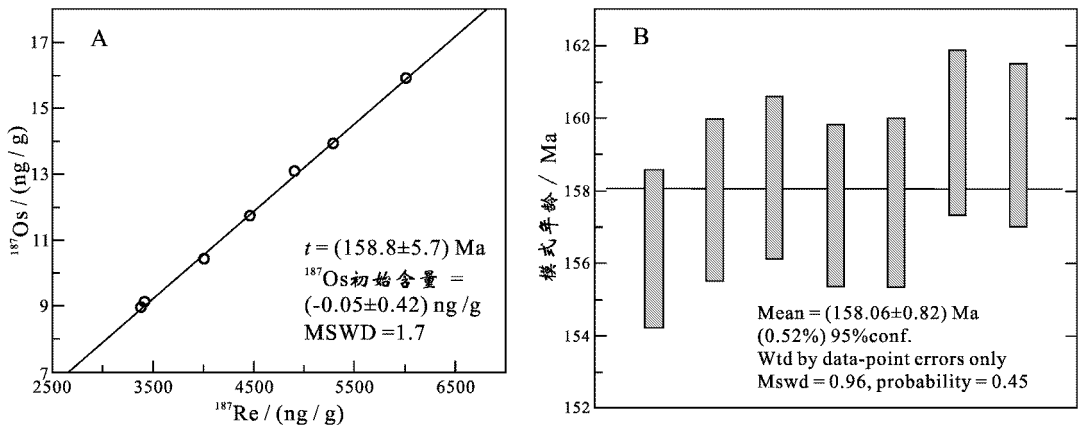 A
17
15
13
11
9
7
2500
3500
4500
5500
6500
¹⁸⁷Os / (ng / g)
¹⁸⁷Re / (ng / g)
t = (158.8±5.7) Ma
¹⁸⁷Os初始含量 =
(-0.05±0.42) ng /g
MSWD =1.7
B
162
160
158
156
154
152
模式年龄 / Ma
Mean = (158.06±0.82) Ma
(0.52%) 95%conf.
Wtd by data-point errors only
Mswd = 0.96, probability = 0.45